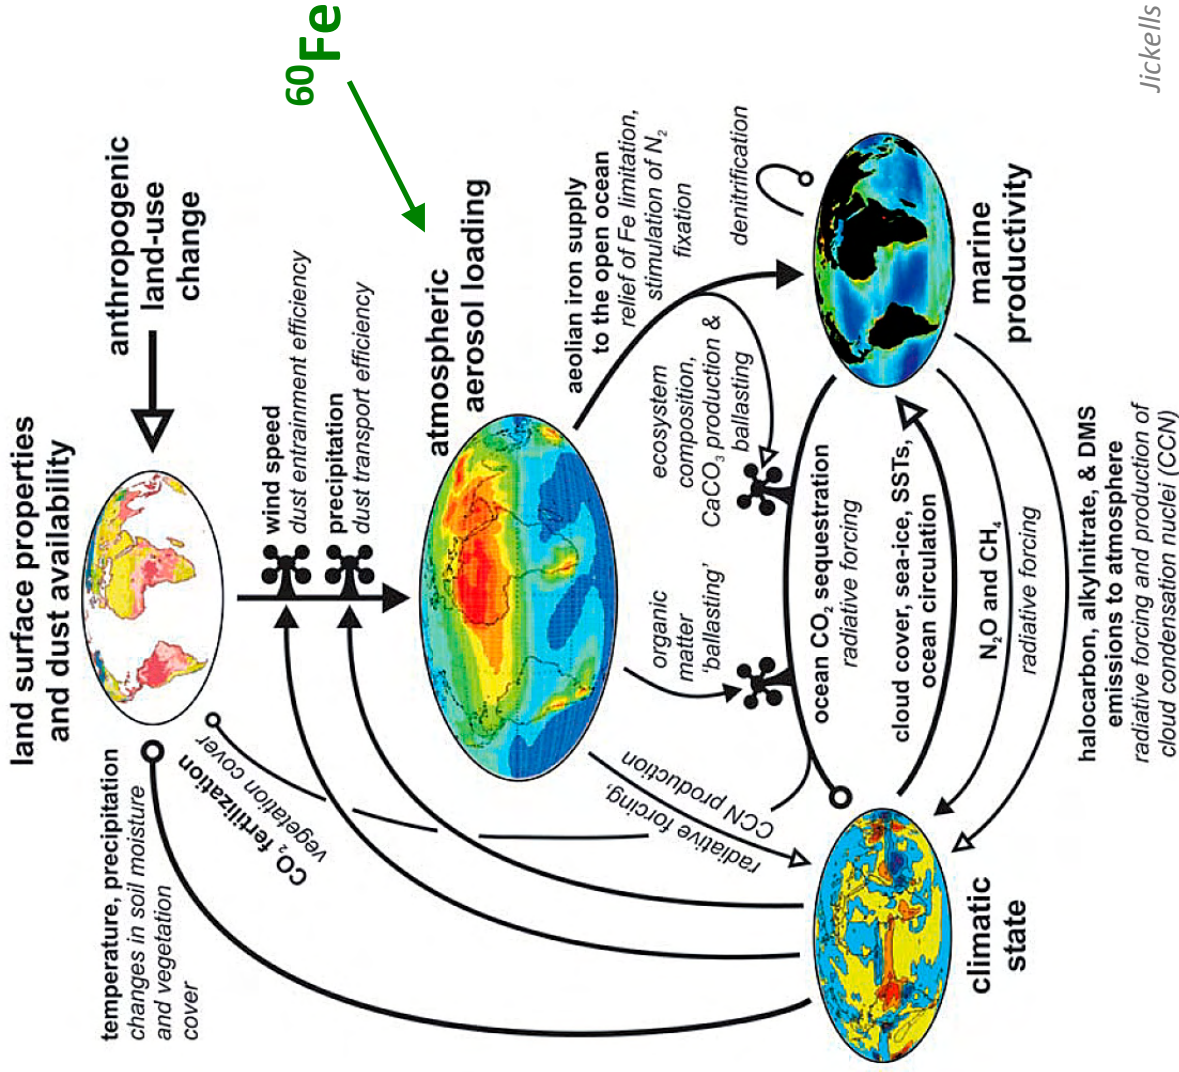 land surface properties
and dust availability
anthropogenic
land-use
change
temperature, precipitation
changes in soil moisture
and vegetation
cover
CO₂ fertilization
vegetation cover
wind speed
dust entrainment efficiency
precipitation
dust transport efficiency
⁶⁰Fe
atmospheric
aerosol loading
aeolian iron supply
to the open ocean
relief of Fe limitation,
stimulation of N₂
fixation
radiative forcing,
CCN production
organic
matter
‘ballasting’
ecosystem
composition,
CaCO₃ production &
ballasting
denitrification
ocean CO₂ sequestration
radiative forcing
cloud cover, sea-ice, SSTs,
ocean circulation
N₂O and CH₄
radiative forcing
climatic
state
marine
productivity
halocarbon, alkylnitrate, & DMS
emissions to atmosphere
radiative forcing and production of
cloud condensation nuclei (CCN)
Jickells